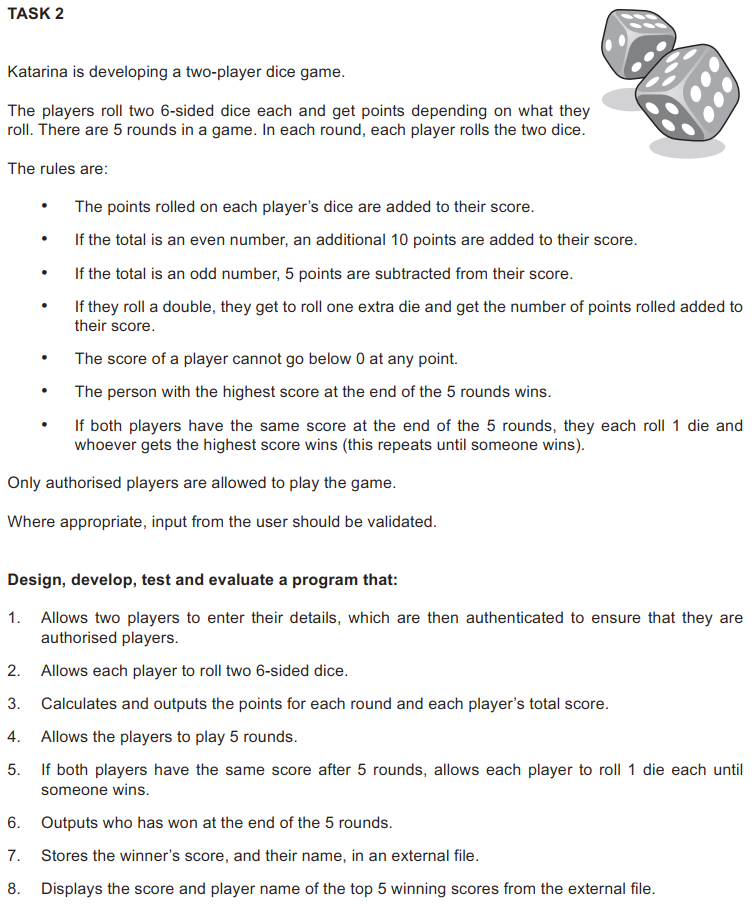 TASK 2
Katarina is developing a two-player dice game.
The players roll two 6-sided dice each and get points depending on what they
roll. There are 5 rounds in a game. In each round, each player rolls the two dice.
The rules are:
• The points rolled on each player's dice are added to their score.
• If the total is an even number, an additional 10 points are added to their score.
• If the total is an odd number, 5 points are subtracted from their score.
• If they roll a double, they get to roll one extra die and get the number of points rolled added to
their score.
• The score of a player cannot go below 0 at any point.
• The person with the highest score at the end of the 5 rounds wins.
• If both players have the same score at the end of the 5 rounds, they each roll 1 die and
whoever gets the highest score wins (this repeats until someone wins).
Only authorised players are allowed to play the game.
Where appropriate, input from the user should be validated.
Design, develop, test and evaluate a program that:
1. Allows two players to enter their details, which are then authenticated to ensure that they are
authorised players.
2. Allows each player to roll two 6-sided dice.
3. Calculates and outputs the points for each round and each player's total score.
4. Allows the players to play 5 rounds.
5. If both players have the same score after 5 rounds, allows each player to roll 1 die each until
someone wins.
6. Outputs who has won at the end of the 5 rounds.
7. Stores the winner's score, and their name, in an external file.
8. Displays the score and player name of the top 5 winning scores from the external file.